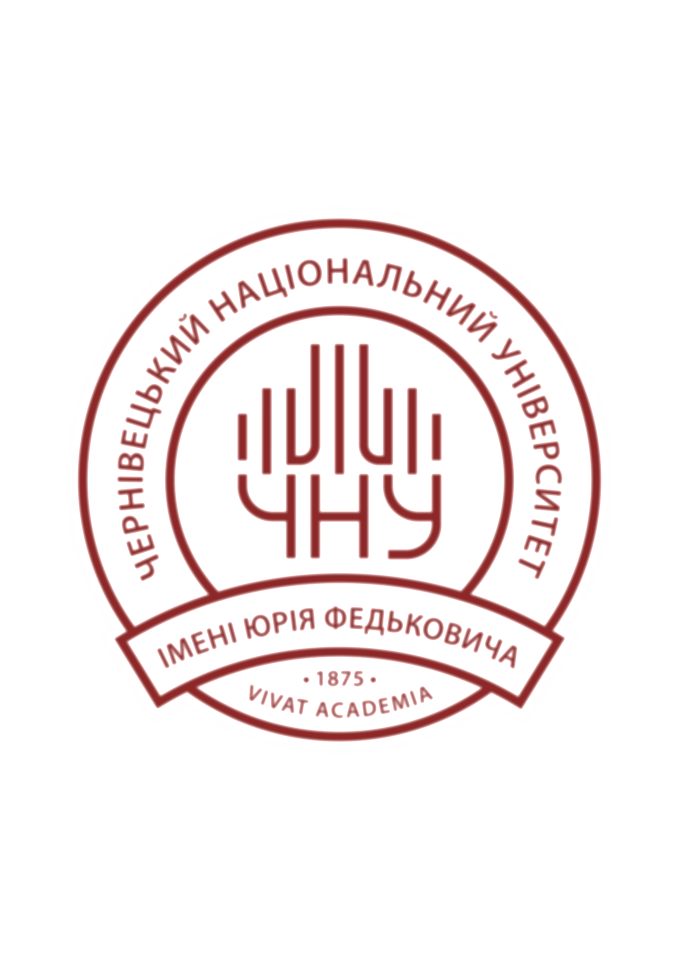 ЧЕРНІВЕЦЬКИЙ НАЦІОНАЛЬНИЙ УНІВЕРСИТЕТ
ЧНУ
ІМЕНІ ЮРІЯ ФЕДЬКОВИЧА
• 1875 •
VIVAT ACADEMIA